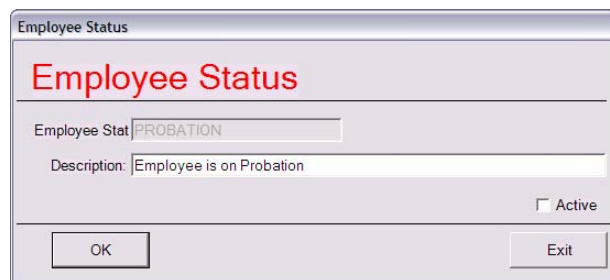 Employee Status
Employee Status
Employee Stat PROBATION
Description: Employee is on Probation
Active
OK Exit